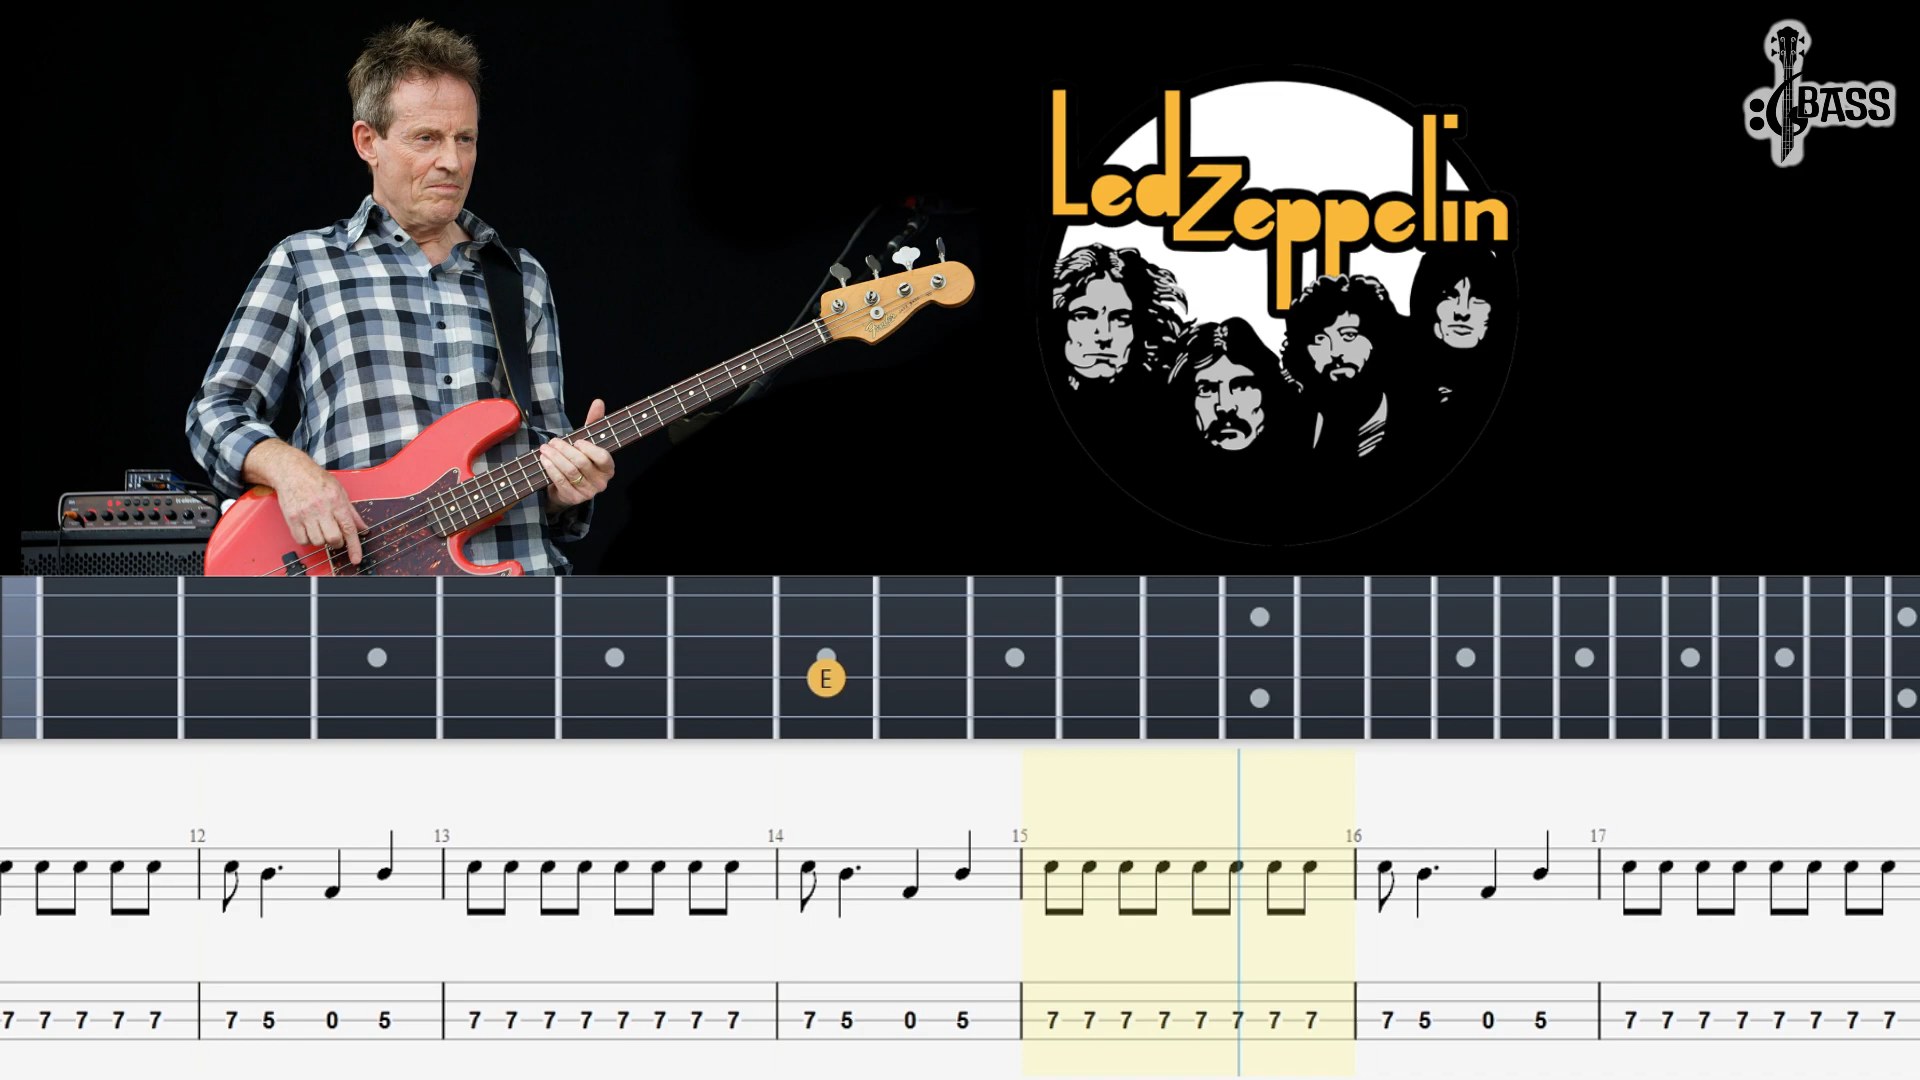 Led Zeppelin
BASS
Fender
E
12 13 14 15 16 17
7 7 7 7 7 7 5 0 5 7 7 7 7 7 7 7 7 7 5 0 5 7 7 7 7 7 7 7 7 7 5 0 5 7 7 7 7 7 7 7 7